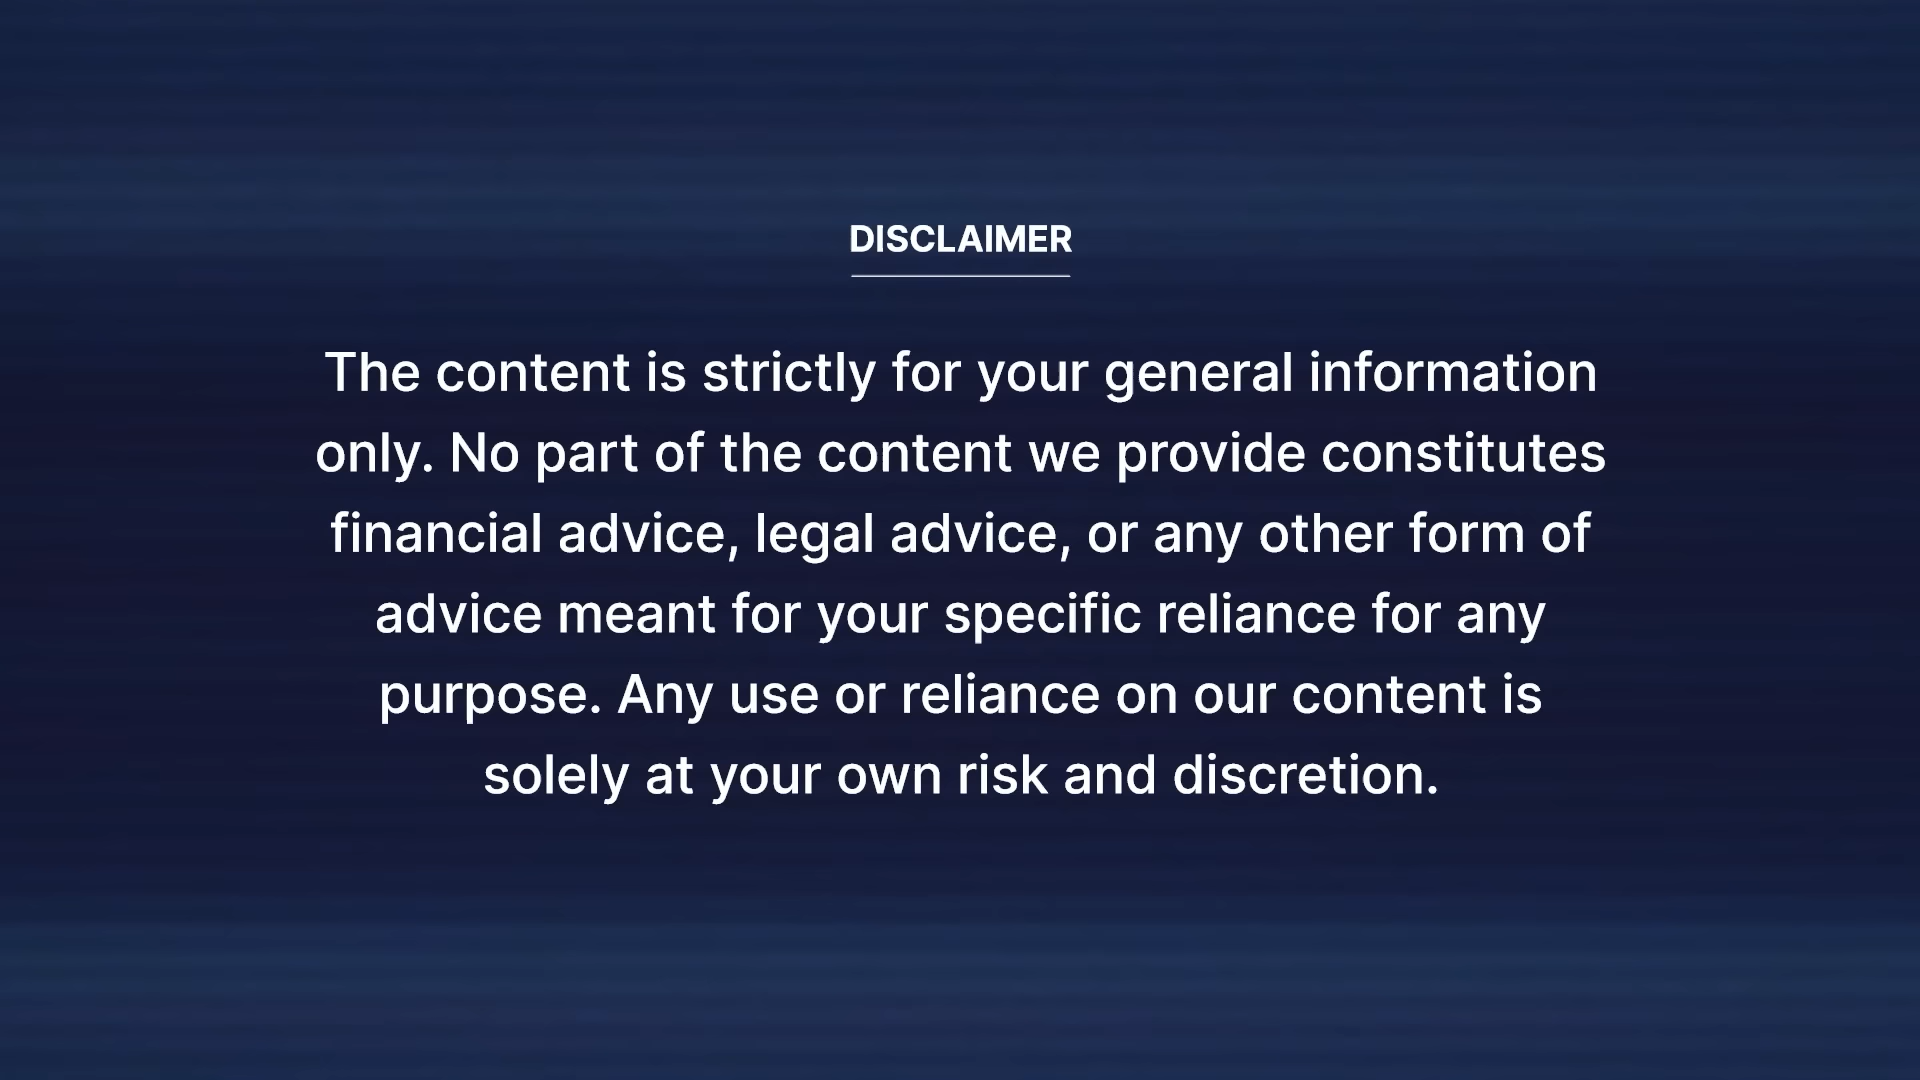 DISCLAIMER
The content is strictly for your general information
only. No part of the content we provide constitutes
financial advice, legal advice, or any other form of
advice meant for your specific reliance for any
purpose. Any use or reliance on our content is
solely at your own risk and discretion.